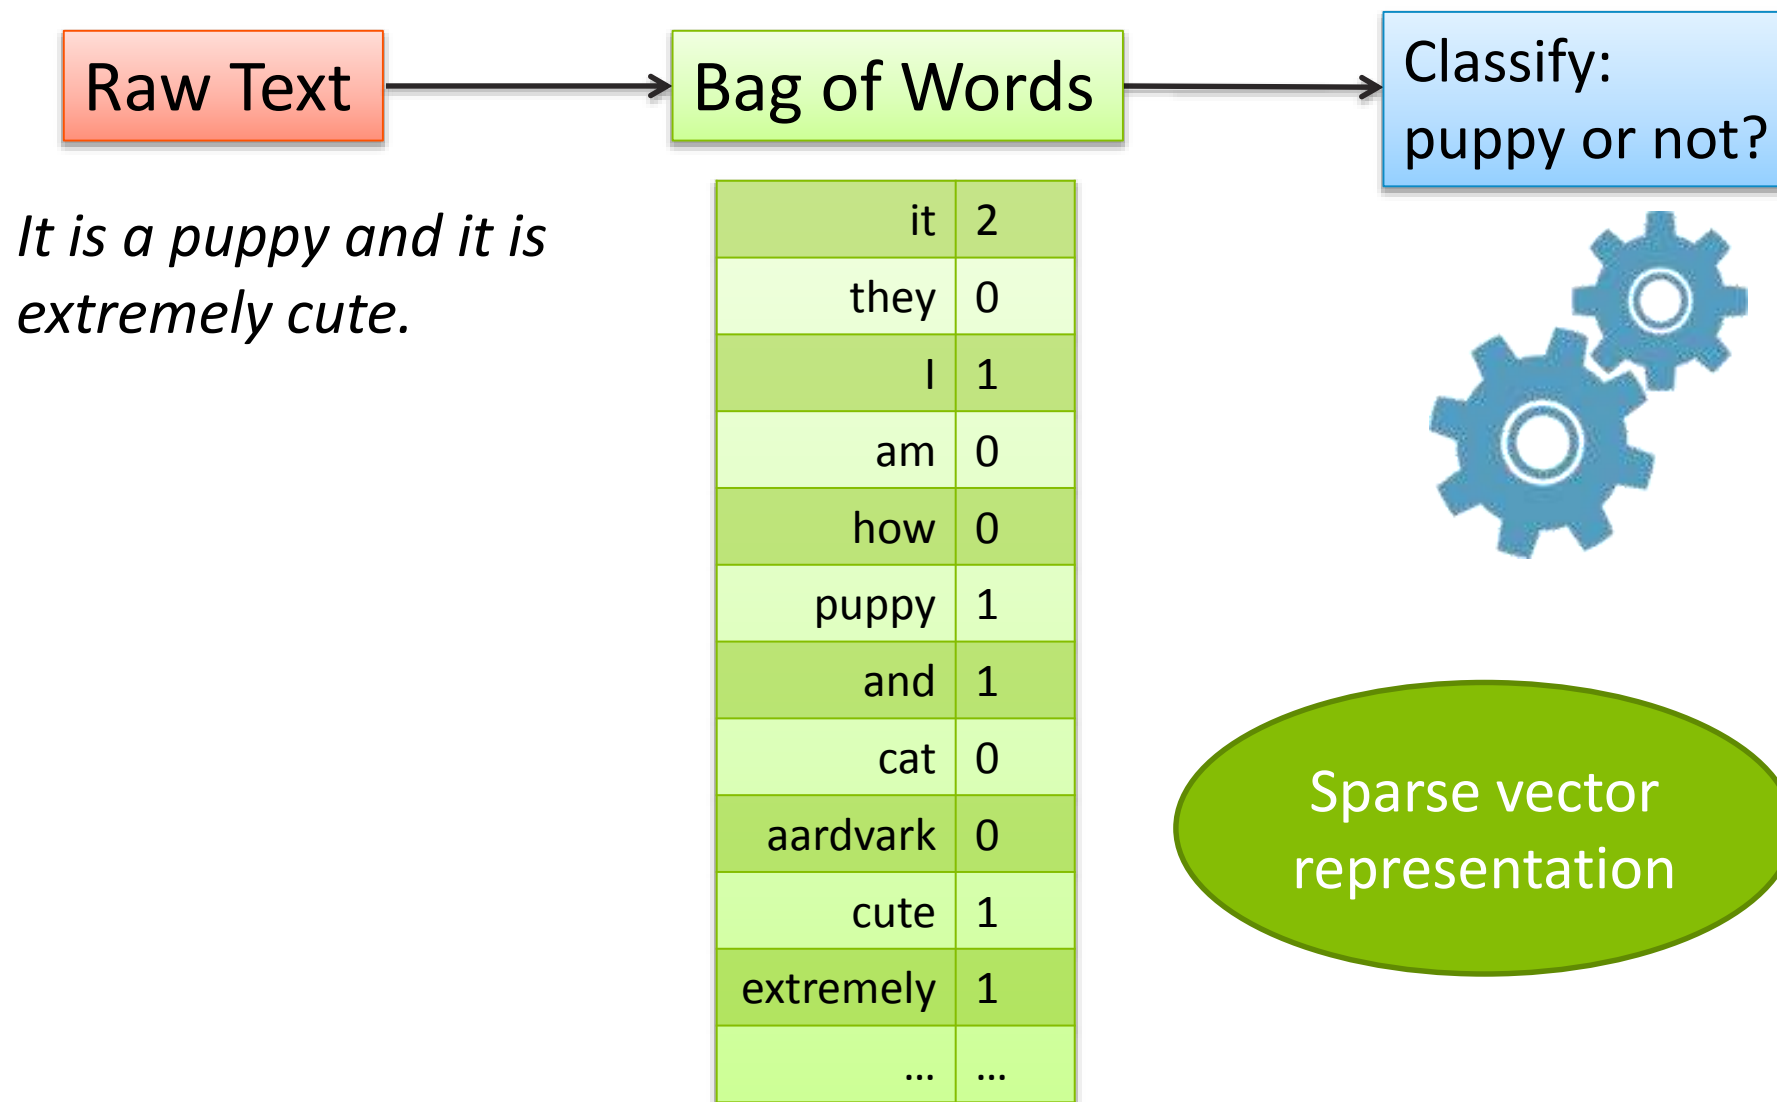 Raw Text
Bag of Words
Classify:
puppy or not?
It is a puppy and it is
extremely cute.
it 2
they 0
I 1
am 0
how 0
puppy 1
and 1
cat 0
aardvark 0
cute 1
extremely 1
... ...
Sparse vector
representation